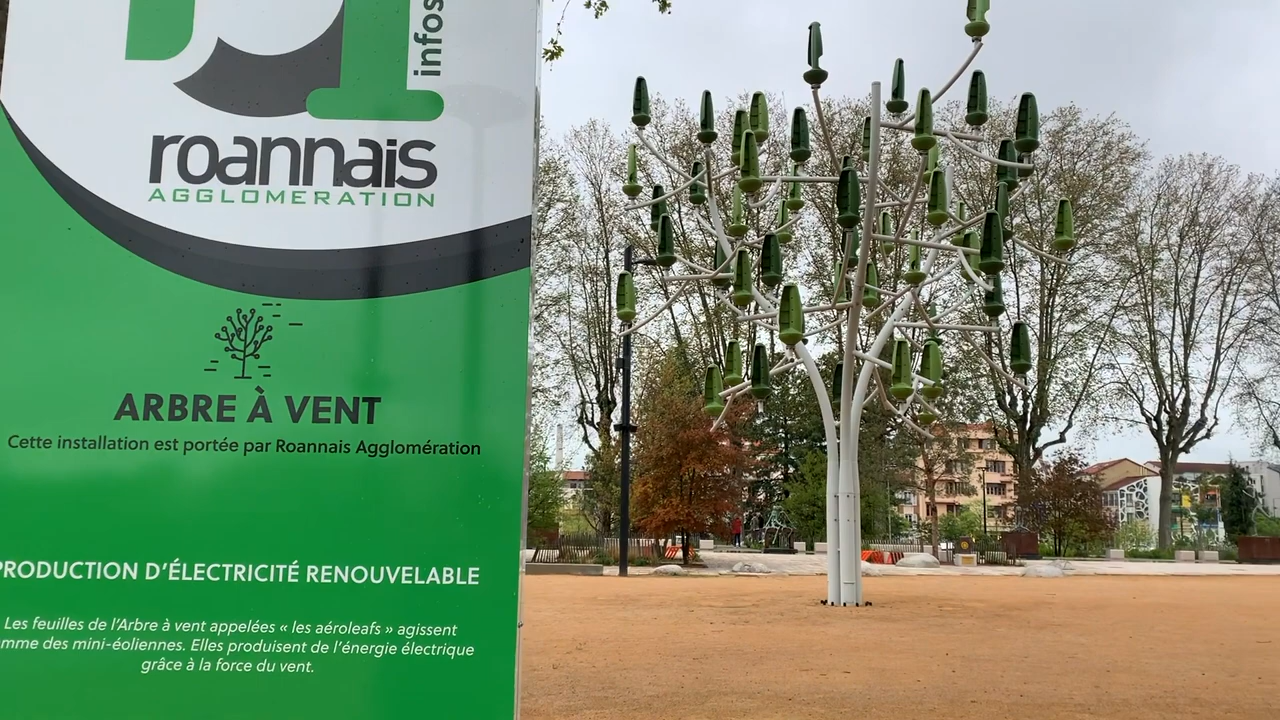 infos
roannais
AGGLOMERATION
ARBRE À VENT
Cette installation est portée par Roannais Agglomération
PRODUCTION D'ÉLECTRICITÉ RENOUVELABLE
Les feuilles de l'Arbre à vent appelées « les aéroleafs » agissent
mme des mini-éoliennes. Elles produisent de l'énergie électrique
grâce à la force du vent.